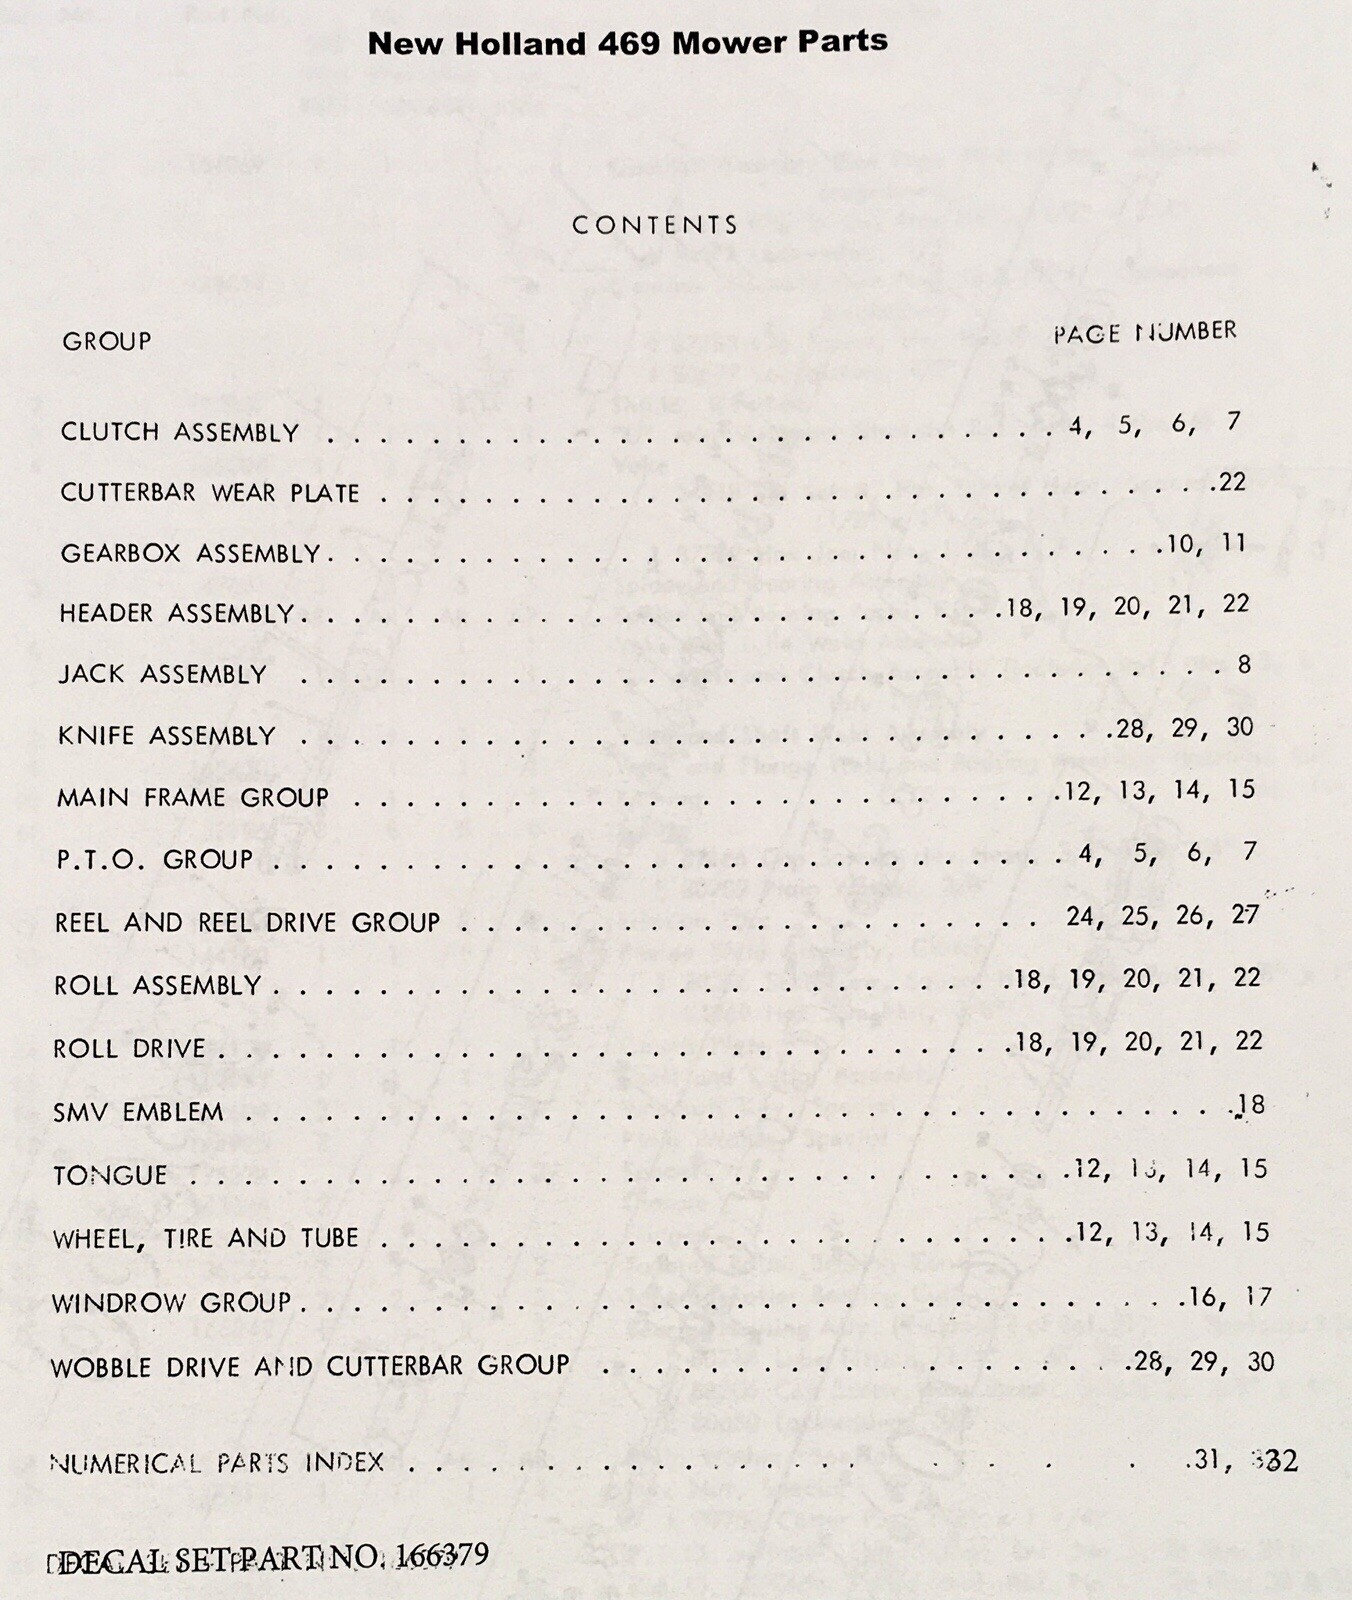 New Holland 469 Mower Parts
CONTENTS
GROUP PAGE NUMBER
CLUTCH ASSEMBLY . . . . . . . . . . . . . . . . . . . . . . . . . . . . . 4, 5, 6, 7
CUTTERBAR WEAR PLATE . . . . . . . . . . . . . . . . . . . . . . . . . . . . . . . . .22
GEARBOX ASSEMBLY. . . . . . . . . . . . . . . . . . . . . . . . . . . . . . . . .10, 11
HEADER ASSEMBLY. . . . . . . . . . . . . . . . . . . . . . . . . . . .18, 19, 20, 21, 22
JACK ASSEMBLY . . . . . . . . . . . . . . . . . . . . . . . . . . . . . . . . . . . . . 8
KNIFE ASSEMBLY . . . . . . . . . . . . . . . . . . . . . . . . . . . . . . . .28, 29, 30
MAIN FRAME GROUP . . . . . . . . . . . . . . . . . . . . . . . . . . . .12, 13, 14, 15
P.T.O. GROUP . . . . . . . . . . . . . . . . . . . . . . . . . . . . . . . . 4, 5, 6, 7
REEL AND REEL DRIVE GROUP . . . . . . . . . . . . . . . . . . . . . . . 24, 25, 26, 27
ROLL ASSEMBLY . . . . . . . . . . . . . . . . . . . . . . . . . . . . .18, 19, 20, 21, 22
ROLL DRIVE . . . . . . . . . . . . . . . . . . . . . . . . . . . . . . .18, 19, 20, 21, 22
SMV EMBLEM . . . . . . . . . . . . . . . . . . . . . . . . . . . . . . . . . . . . . .18
TONGUE . . . . . . . . . . . . . . . . . . . . . . . . . . . . . . . . . .12, 13, 14, 15
WHEEL, TIRE AND TUBE . . . . . . . . . . . . . . . . . . . . . . . . . . .12, 13, 14, 15
WINDROW GROUP. . . . . . . . . . . . . . . . . . . . . . . . . . . . . . . . . .16, 17
WOBBLE DRIVE AND CUTTERBAR GROUP . . . . . . . . . . . . . . . . . . . .28, 29, 30
NUMERICAL PARTS INDEX . . . . . . . . . . . . . . . . . . . . . . . .31, 32
DECAL SET PART NO. 166379